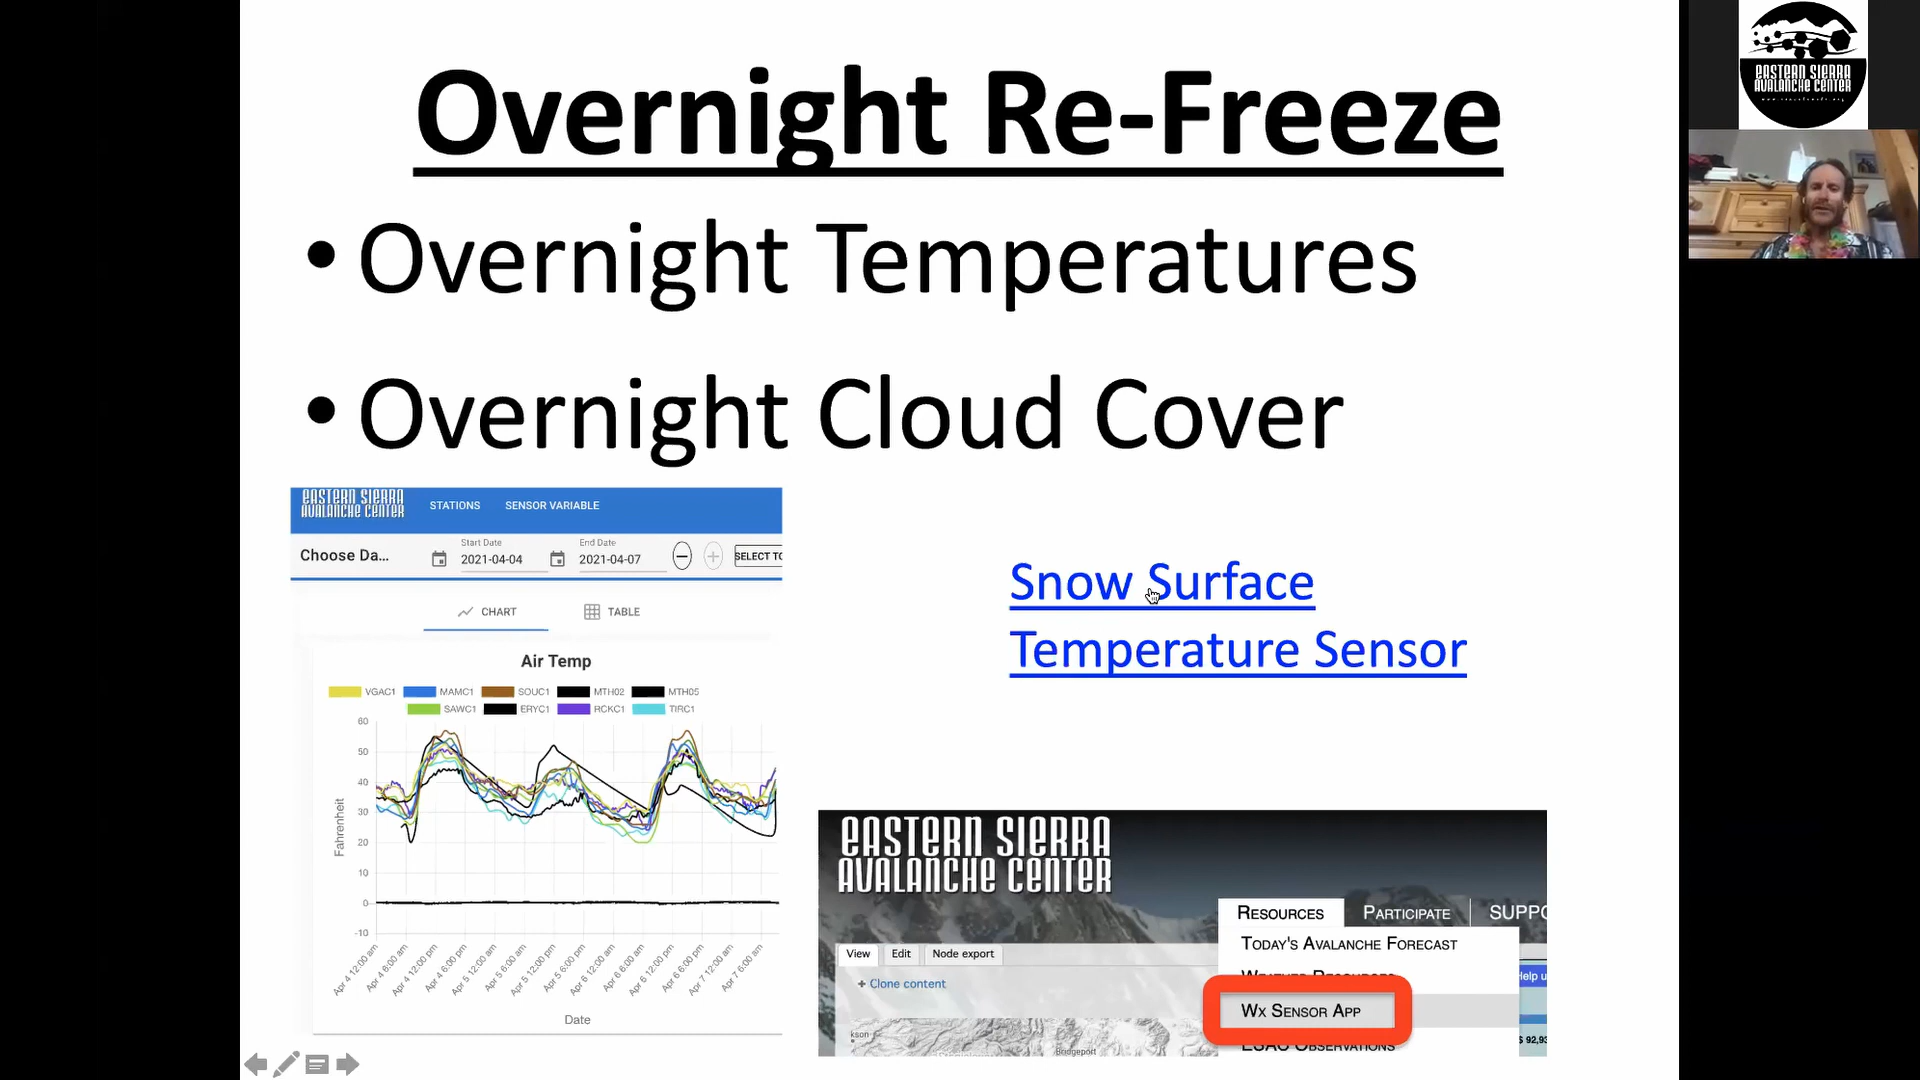 Overnight Re-Freeze
• Overnight Temperatures
• Overnight Cloud Cover
EASTERN SIERRA
AVALANCHE CENTER
STATIONS
SENSOR VARIABLE
Choose Da...
Start Date
2021-04-04
End Date
2021-04-07
SELECT TO
CHART
TABLE
Air Temp
VGAC1 MAMC1 SOUC1 MTH02 MTH05
SAWC1 ERYC1 RCKC1 TIRC1
60
50
40
30
20
10
0
-10
Fahrenheit
Apr 4 12:00 am
Apr 4 6:00 am
Apr 4 12:00 pm
Apr 4 6:00 pm
Apr 5 12:00 am
Apr 5 6:00 am
Apr 5 12:00 pm
Apr 5 6:00 pm
Apr 6 12:00 am
Apr 6 6:00 am
Apr 6 12:00 pm
Apr 6 6:00 pm
Apr 7 12:00 am
Apr 7 6:00 am
Date
Snow Surface
Temperature Sensor
EASTERN SIERRA
AVALANCHE CENTER
RESOURCES
PARTICIPATE
SUPPO
TODAY'S AVALANCHE FORECAST
WEATHER RESOURCES
WX SENSOR APP
ESAC OBSERVATIONS
View
Edit
Node export
+ Clone content
kson
Bridgeport
Help u
$ 92,93
EASTERN SIERRA
AVALANCHE CENTER